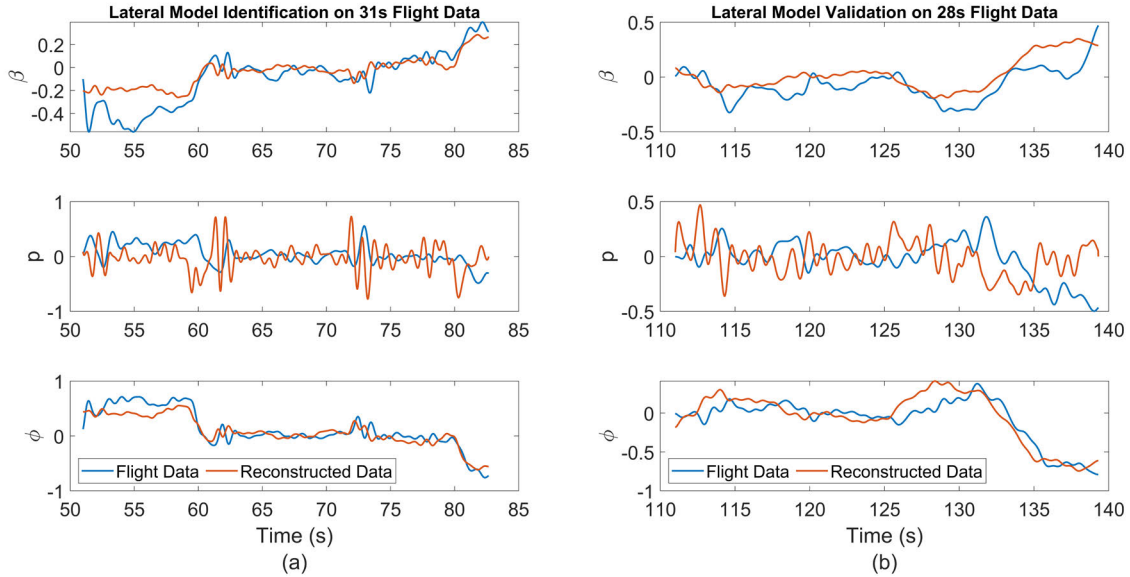 Lateral Model Identification on 31s Flight Data
0.2
0
-0.2
-0.4
β
50 55 60 65 70 75 80 85
1
0
-1
p
50 55 60 65 70 75 80 85
1
0
-1
ϕ
Flight Data Reconstructed Data
50 55 60 65 70 75 80 85
Time (s)
(a)
Lateral Model Validation on 28s Flight Data
0.5
0
-0.5
β
110 115 120 125 130 135 140
0.5
0
-0.5
p
110 115 120 125 130 135 140
0
-0.5
-1
ϕ
Flight Data Reconstructed Data
110 115 120 125 130 135 140
Time (s)
(b)